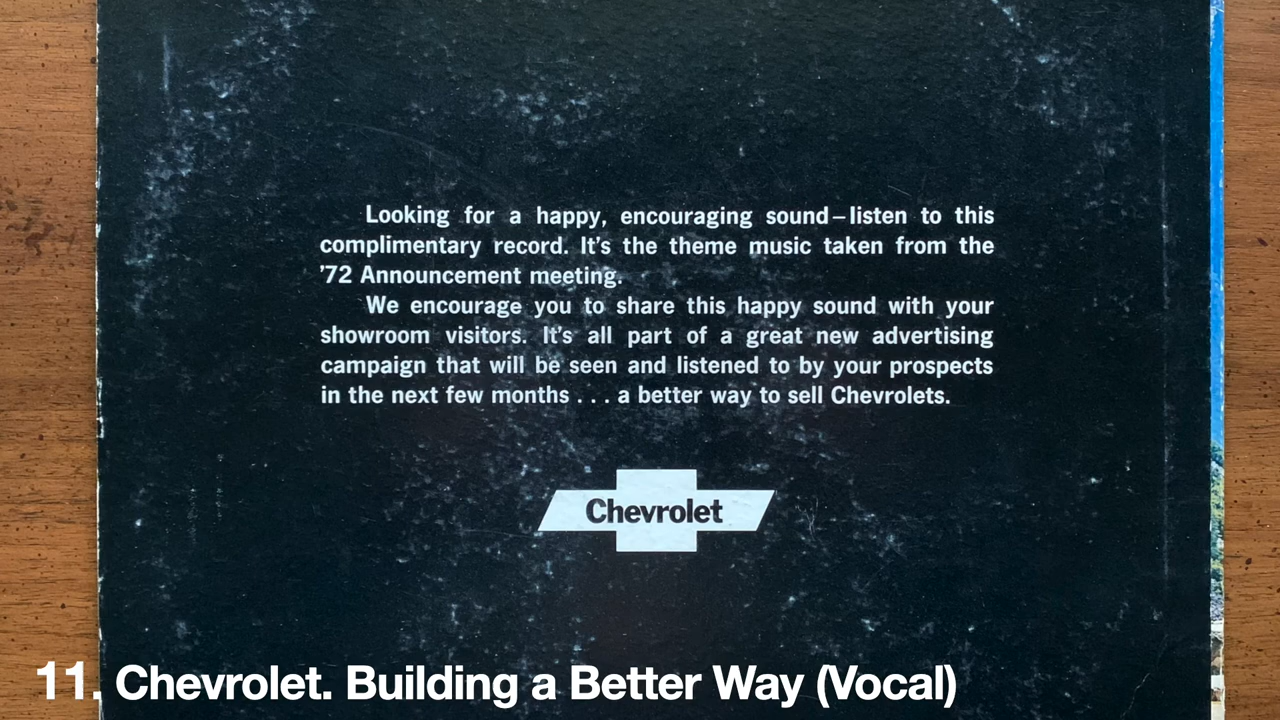 Looking for a happy, encouraging sound–listen to this
complimentary record. It's the theme music taken from the
'72 Announcement meeting.
We encourage you to share this happy sound with your
showroom visitors. It's all part of a great new advertising
campaign that will be seen and listened to by your prospects
in the next few months . . . a better way to sell Chevrolets.
Chevrolet
11. Chevrolet. Building a Better Way (Vocal)